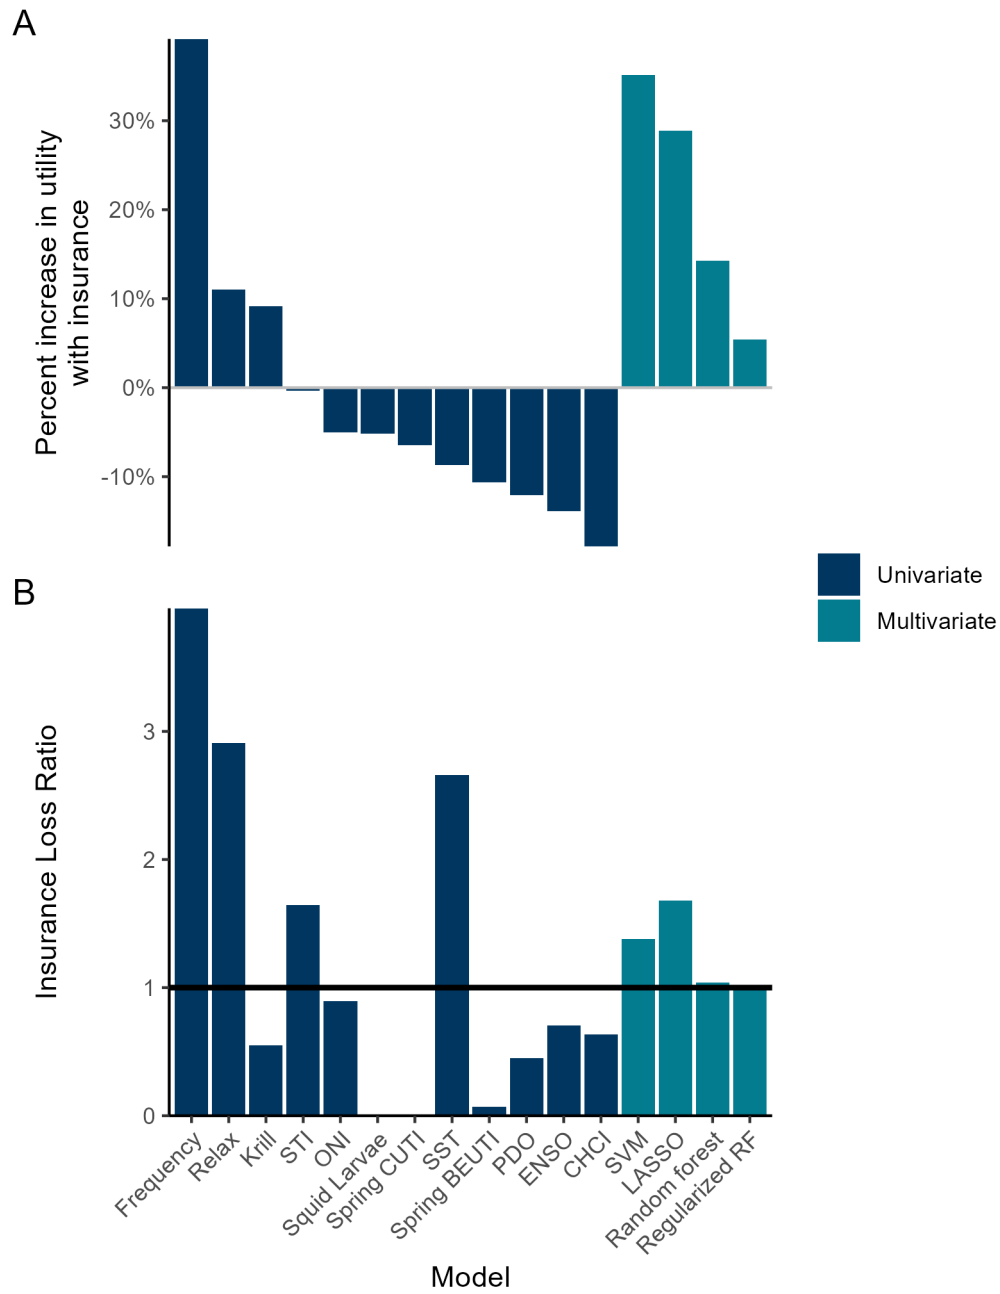 A
Percent increase in utility
with insurance
30%
20%
10%
0%
-10%
Univariate
Multivariate
B
Insurance Loss Ratio
3
2
1
0
Frequency
Relax
Krill
STI
ONI
Squid Larvae
Spring CUTI
SST
Spring BEUTI
PDO
ENSO
CHCI
SVM
LASSO
Random forest
Regularized RF
Model